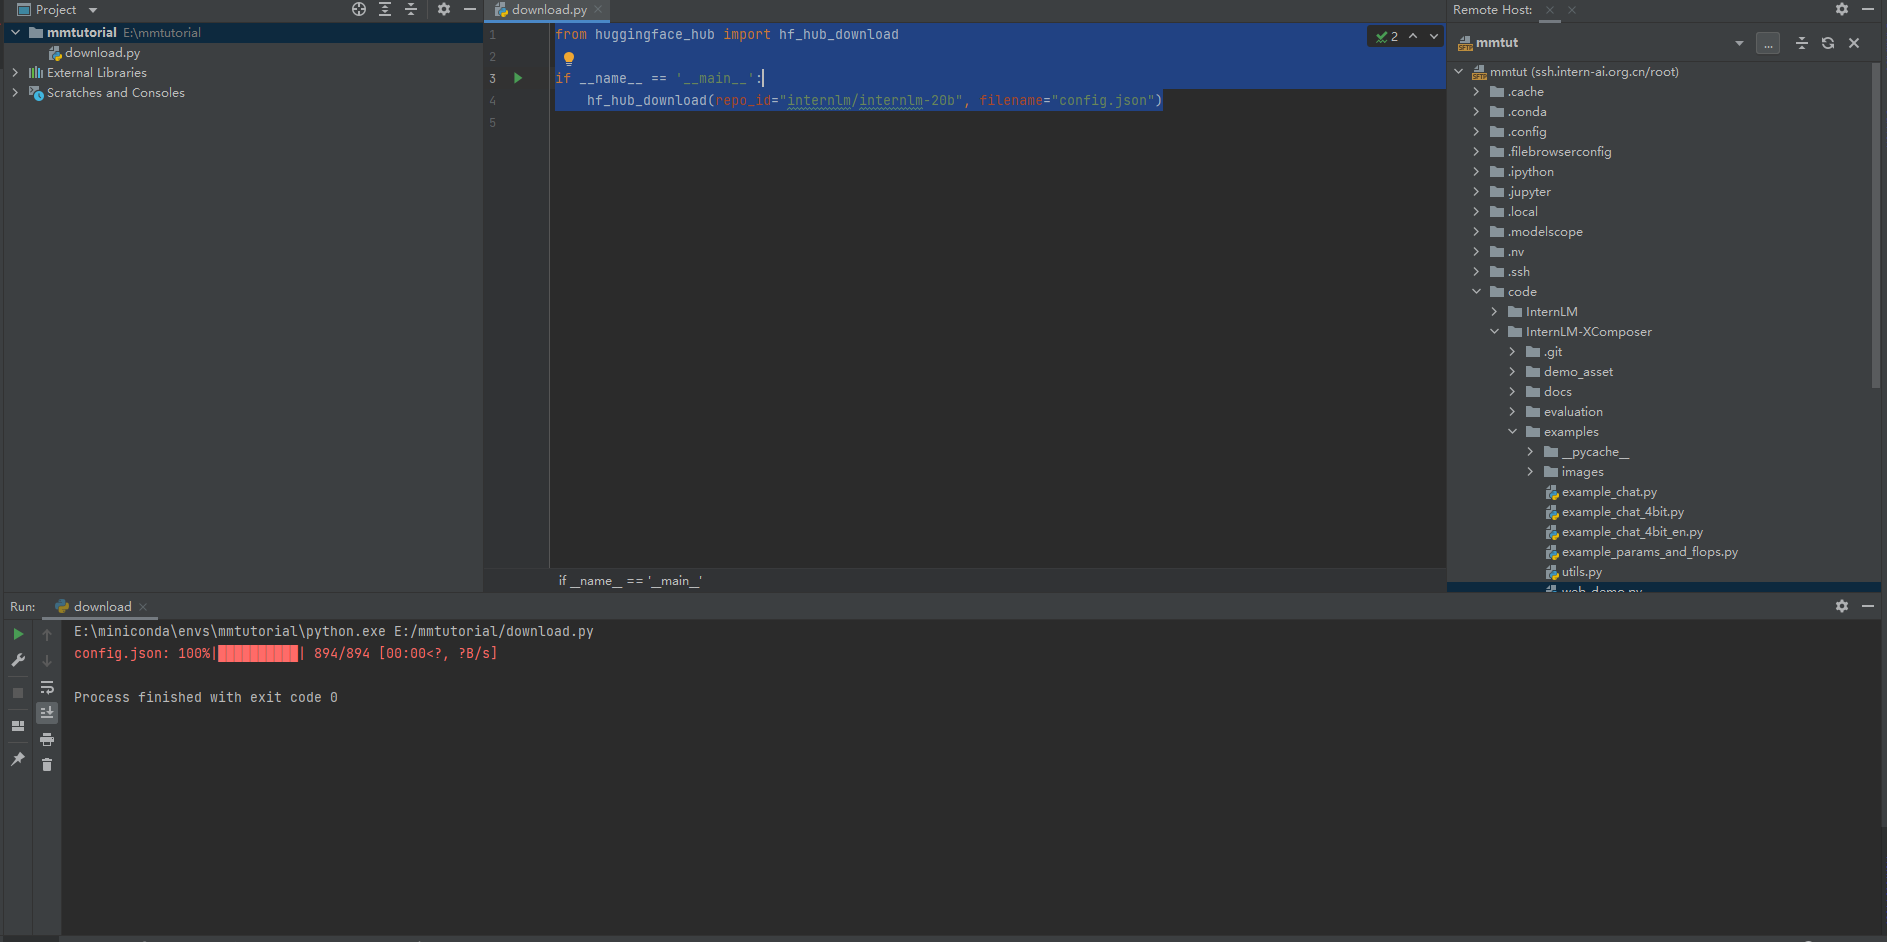 Project
mmtutorial E:\mmtutorial
download.py
External Libraries
Scratches and Consoles
download.py
1 from huggingface_hub import hf_hub_download
2
3 if __name__ == '__main__':
4 hf_hub_download(repo_id="internlm/internlm-20b", filename="config.json")
5
2
if __name__ == '__main__'
Remote Host:
mmtut
...
mmtut (ssh.intern-ai.org.cn/root)
.cache
.conda
.config
.filebrowserconfig
.ipython
.jupyter
.local
.modelscope
.nv
.ssh
code
InternLM
InternLM-XComposer
.git
demo_asset
docs
evaluation
examples
__pycache__
images
example_chat.py
example_chat_4bit.py
example_chat_4bit_en.py
example_params_and_flops.py
utils.py
web_demo.py
Run: download
E:\miniconda\envs\mmtutorial\python.exe E:/mmtutorial/download.py
config.json: 100%|██████████| 894/894 [00:00<?, ?B/s]
Process finished with exit code 0